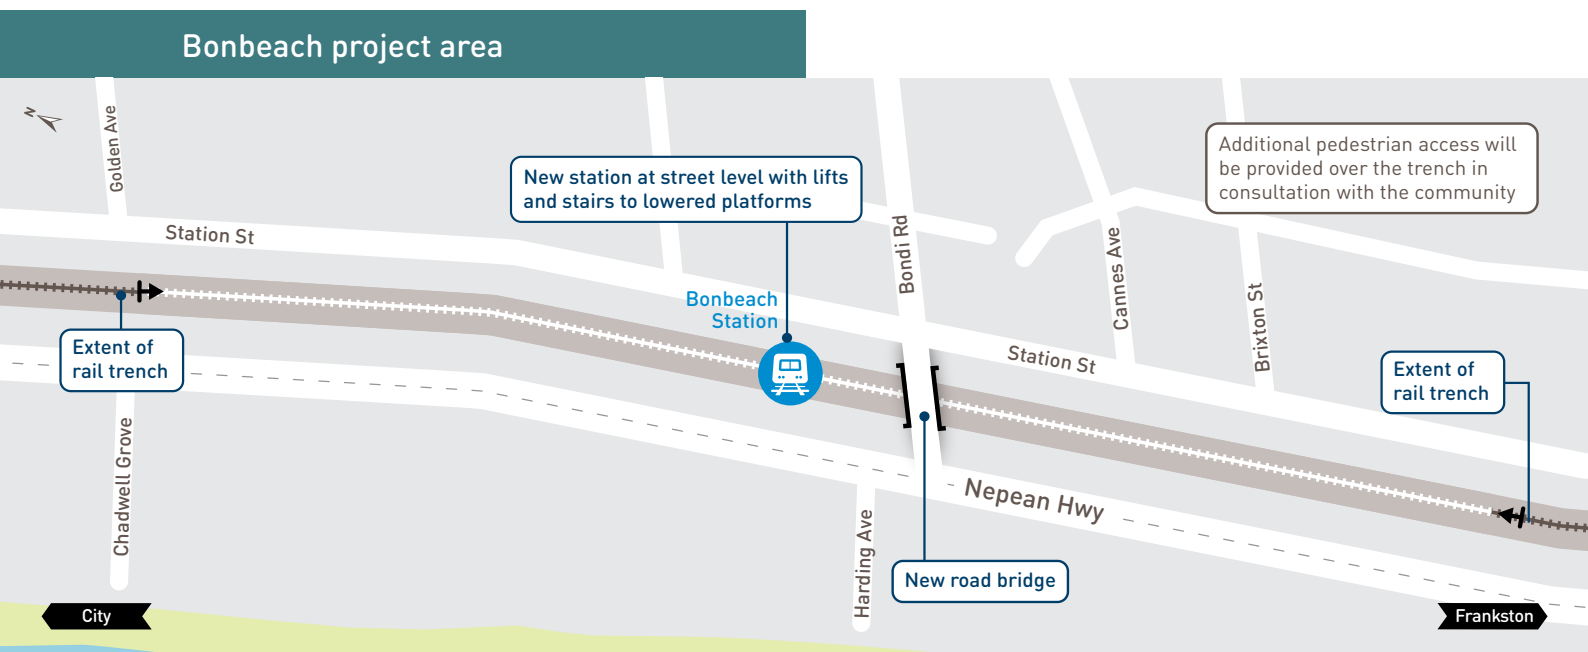 Bonbeach project area
N
Golden Ave
Station St
New station at street level with lifts
and stairs to lowered platforms
Additional pedestrian access will
be provided over the trench in
consultation with the community
Bondi Rd
Cannes Ave
Brixton St
Bonbeach
Station
Station St
Extent of
rail trench
Extent of
rail trench
Chadwell Grove
Nepean Hwy
Harding Ave
New road bridge
City
Frankston